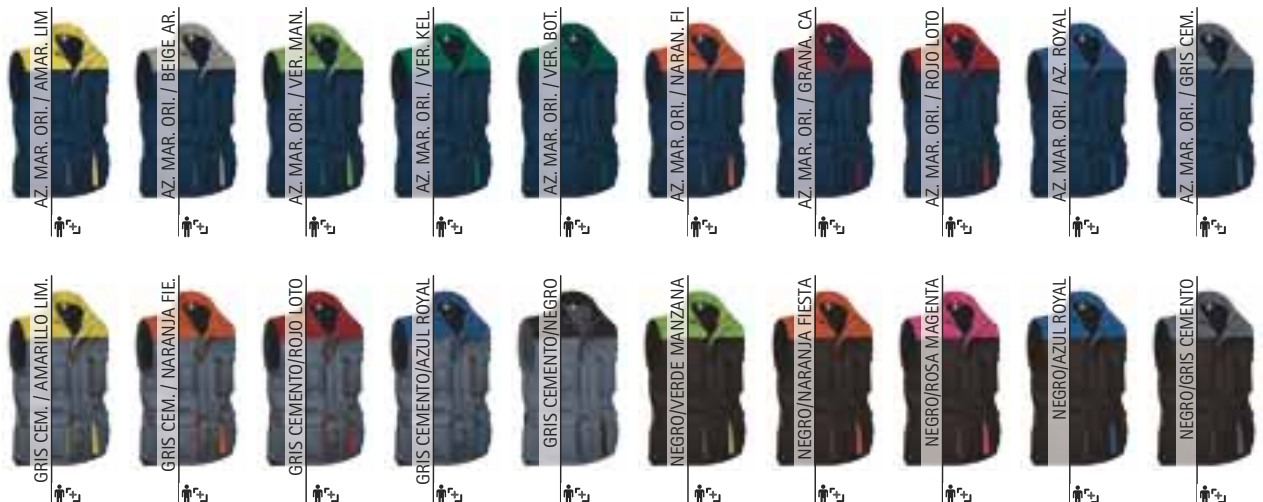 AZ. MAR. ORI. / AMAR. LIM
AZ. MAR. ORI. / BEIGE AR.
AZ. MAR. ORI. / VER. MAN.
AZ. MAR. ORI. / VER. KEL.
AZ. MAR. ORI. / VER. BOT.
AZ. MAR. ORI. / NARAN. FI
AZ. MAR. ORI. / GRANA. CA
AZ. MAR. ORI. / ROJO LOTO
AZ. MAR. ORI. / AZ. ROYAL
AZ. MAR. ORI. / GRIS CEM.
GRIS CEM. / AMARILLO LIM.
GRIS CEM. / NARANJA FIE.
GRIS CEMENTO/ROJO LOTO
GRIS CEMENTO/AZUL ROYAL
GRIS CEMENTO/NEGRO
NEGRO/VERDE MANZANA
NEGRO/NARANJA FIESTA
NEGRO/ROSA MAGENTA
NEGRO/AZUL ROYAL
NEGRO/GRIS CEMENTO